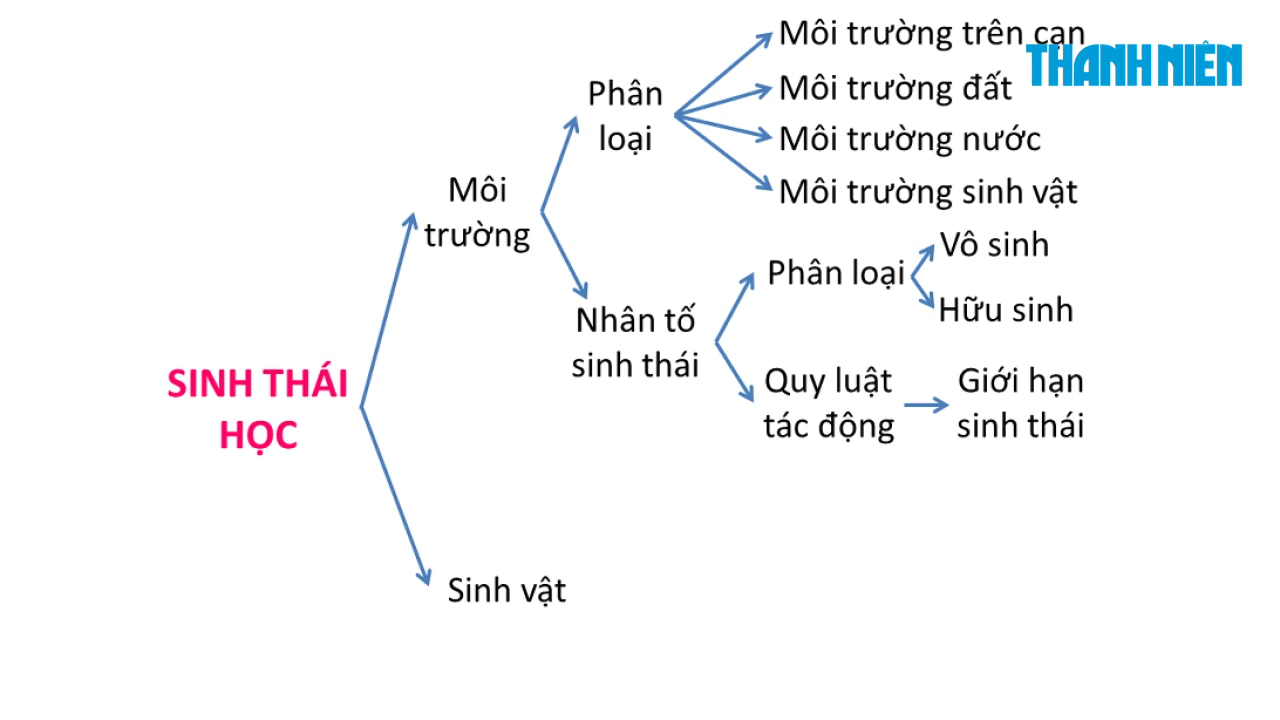 Môi trường trên cạn
THANH NIÊN
Phân
loại
Môi trường đất
Môi trường nước
Môi trường sinh vật
Môi
trường
Vô sinh
Phân loại
Hữu sinh
Nhân tố
sinh thái
SINH THÁI
HỌC
Quy luật
tác động
Giới hạn
sinh thái
Sinh vật